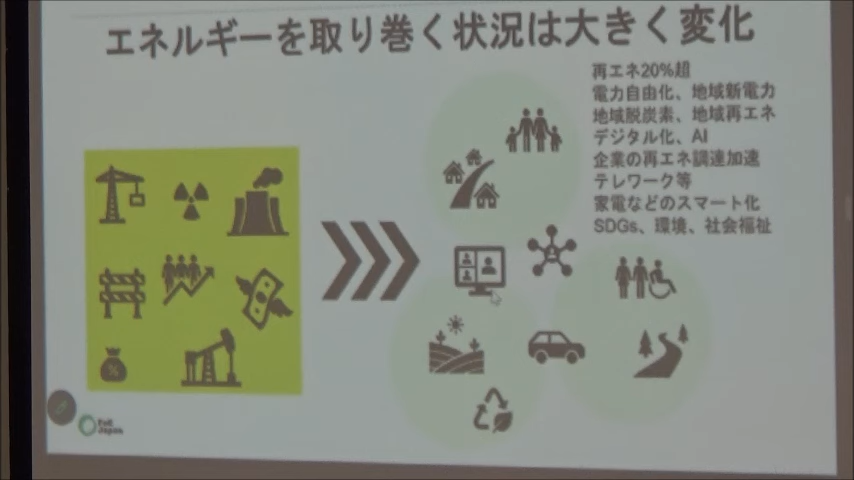 エネルギーを取り巻く状況は大きく変化
再エネ20%超
電力自由化、地域新電力
地域脱炭素、地域再エネ
デジタル化、AI
企業の再エネ調達加速
テレワーク等
家電などのスマート化
SDGs、環境、社会福祉
%
FoE
Japan